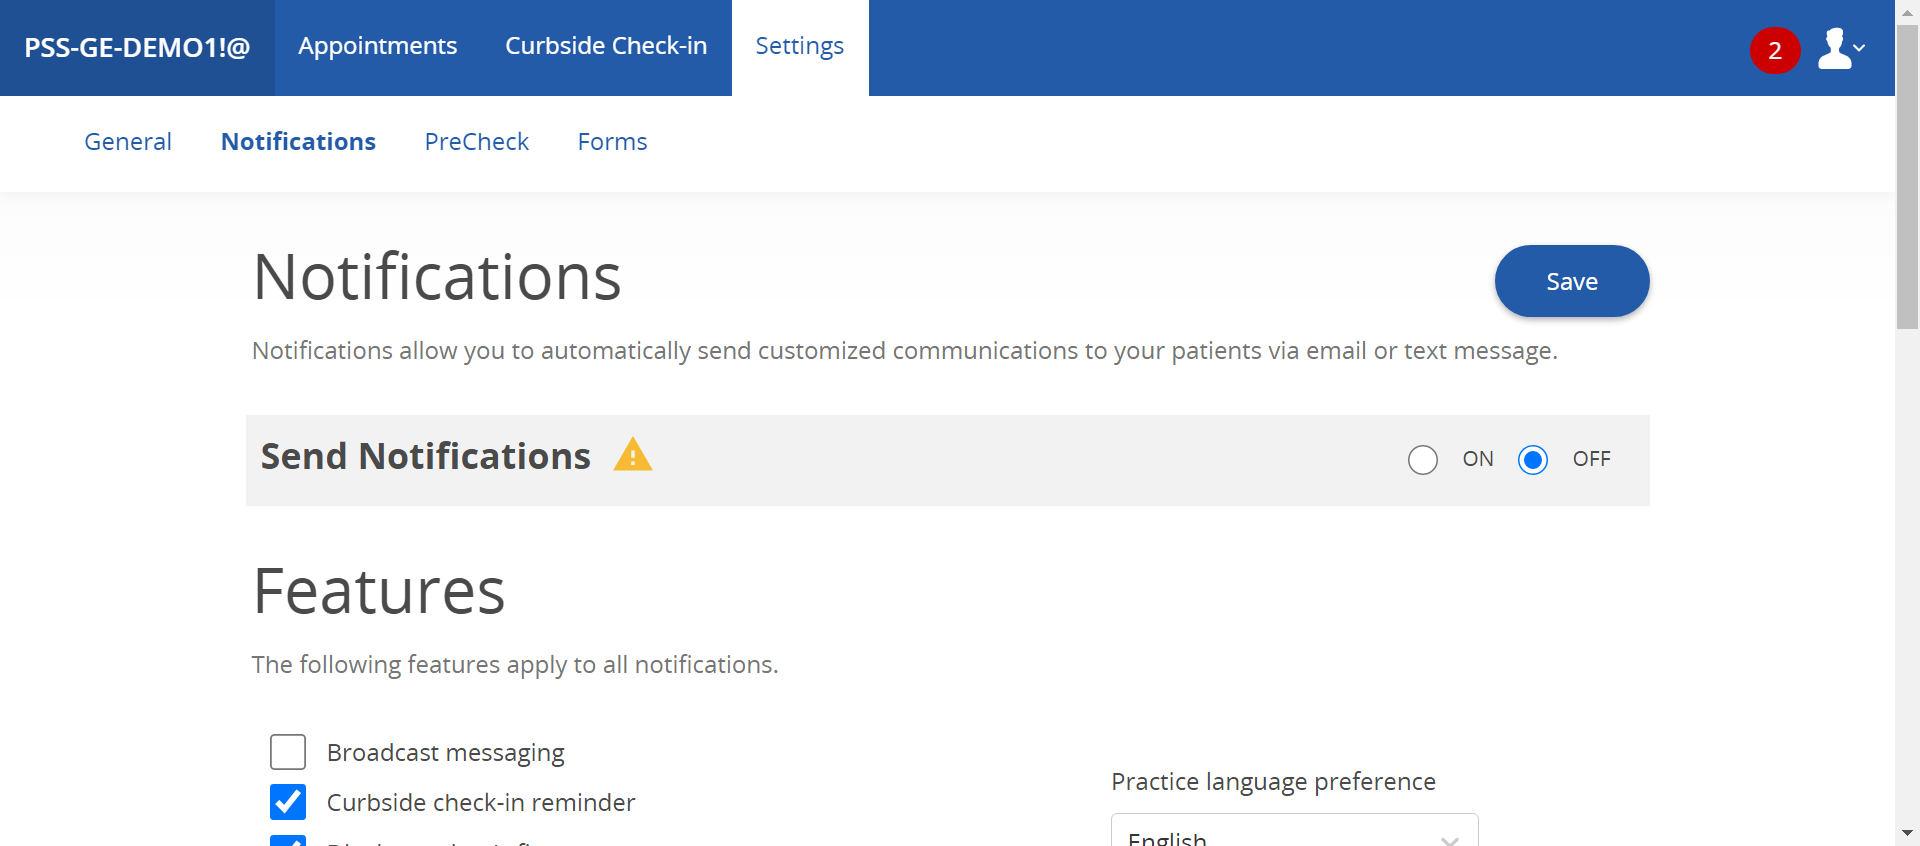 PSS-GE-DEMO1!@ Appointments Curbside Check-in Settings 2
General Notifications PreCheck Forms
Notifications
Save
Notifications allow you to automatically send customized communications to your patients via email or text message.
Send Notifications ON OFF
Features
The following features apply to all notifications.
Broadcast messaging
Curbside check-in reminder
Practice language preference
English